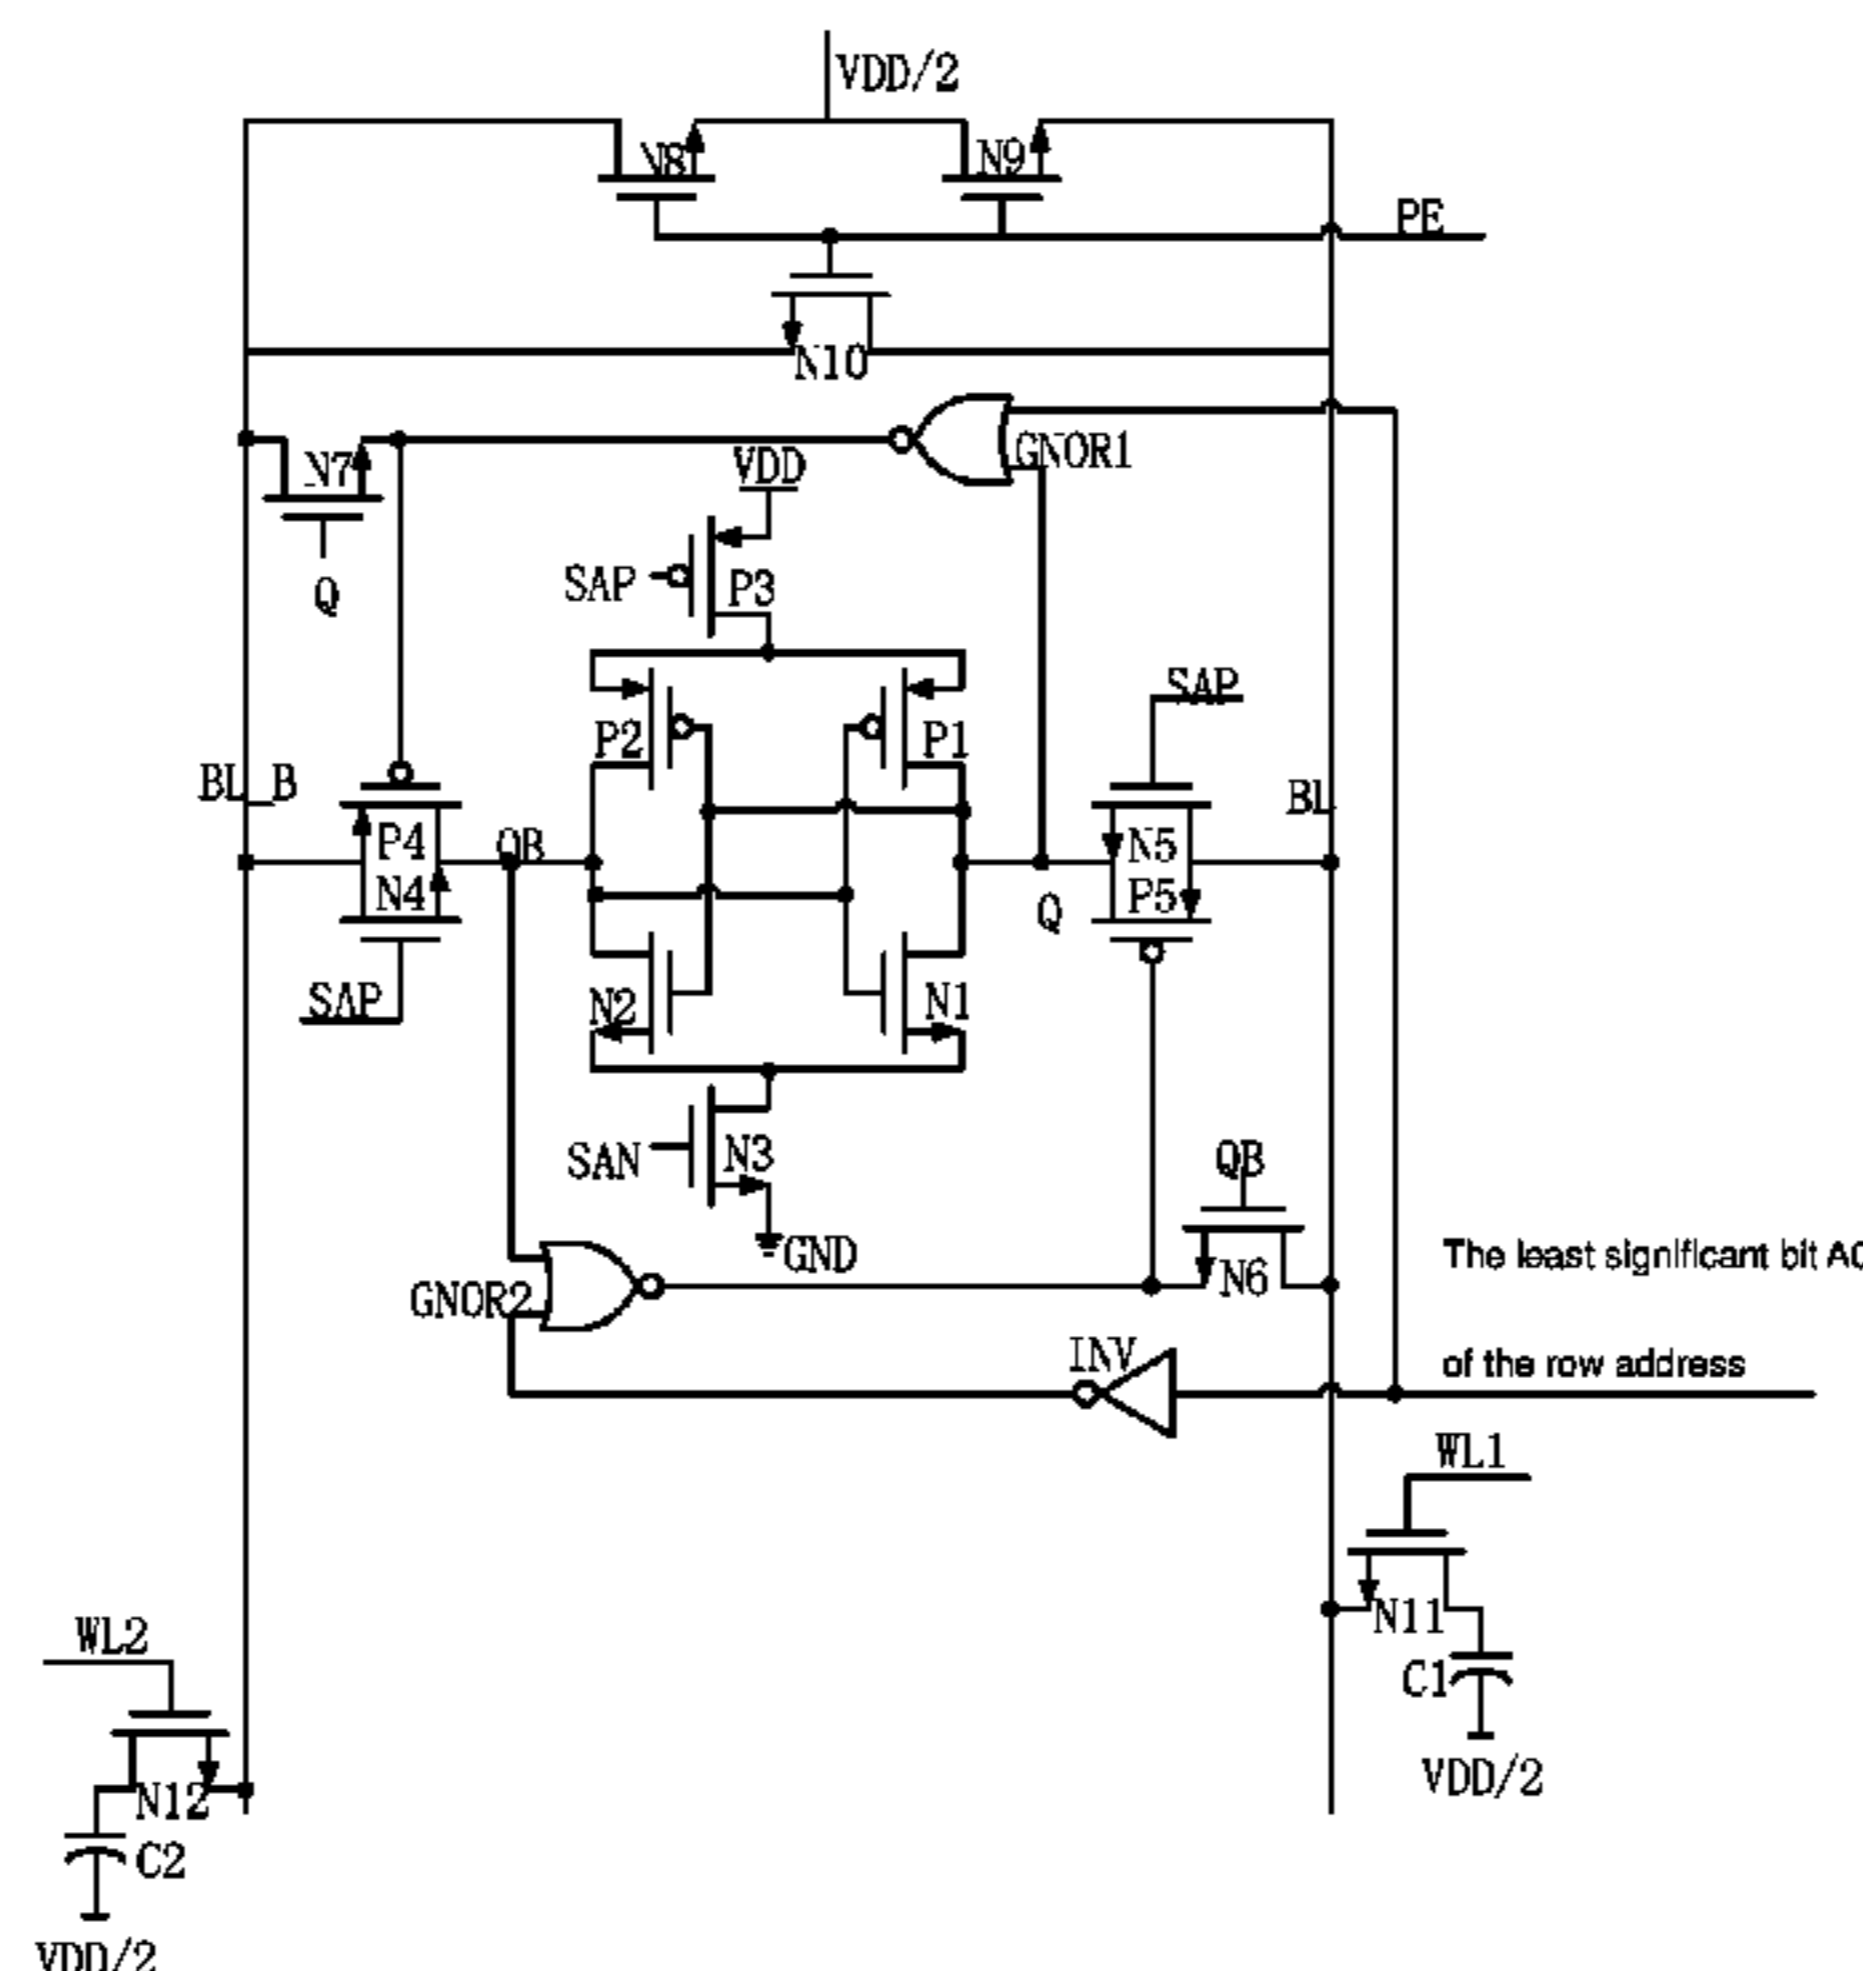 VDD/2
N8
N9
PE
N10
N7
GNOR1
VDD
SAP
P3
Q
SAP
P2
P1
BL_B
BL
P4
QB
N5
N4
P5
Q
SAP
N2
N1
SAN
N3
QB
GND
The least significant bit A0
GNOR2
N6
INV
of the row address
WL1
WL2
N11
C1
N12
VDD/2
C2
VDD/2